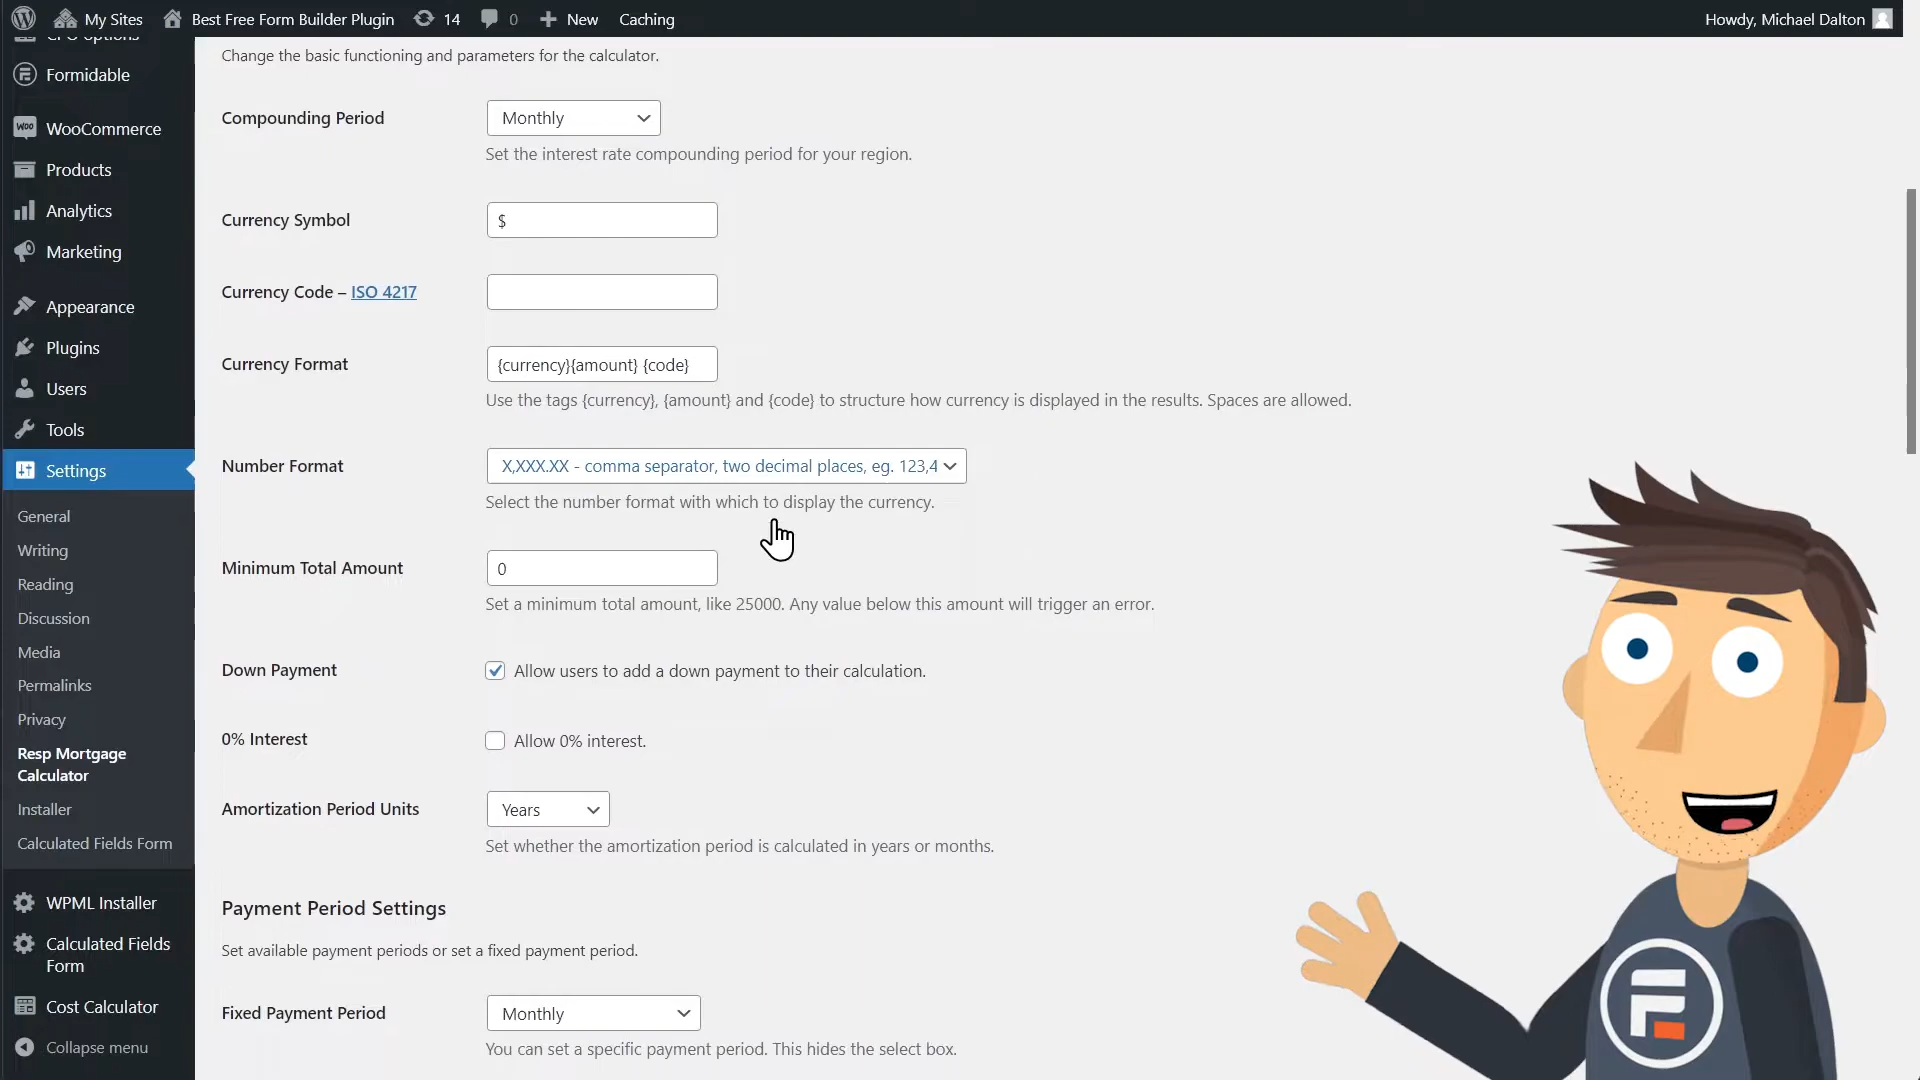 My Sites
Best Free Form Builder Plugin
14
0
New
Caching
Howdy, Michael Dalton
CPO options
Formidable
WooCommerce
Products
Analytics
Marketing
Appearance
Plugins
Users
Tools
Settings
General
Writing
Reading
Discussion
Media
Permalinks
Privacy
Resp Mortgage
Calculator
Installer
Calculated Fields Form
WPML Installer
Calculated Fields
Form
Cost Calculator
Collapse menu
Change the basic functioning and parameters for the calculator.
Compounding Period
Monthly
Set the interest rate compounding period for your region.
Currency Symbol
$
Currency Code – ISO 4217
Currency Format
{currency}{amount} {code}
Use the tags {currency}, {amount} and {code} to structure how currency is displayed in the results. Spaces are allowed.
Number Format
X,XXX.XX - comma separator, two decimal places, eg. 123,4
Select the number format with which to display the currency.
Minimum Total Amount
0
Set a minimum total amount, like 25000. Any value below this amount will trigger an error.
Down Payment
Allow users to add a down payment to their calculation.
0% Interest
Allow 0% interest.
Amortization Period Units
Years
Set whether the amortization period is calculated in years or months.
Payment Period Settings
Set available payment periods or set a fixed payment period.
Fixed Payment Period
Monthly
You can set a specific payment period. This hides the select box.